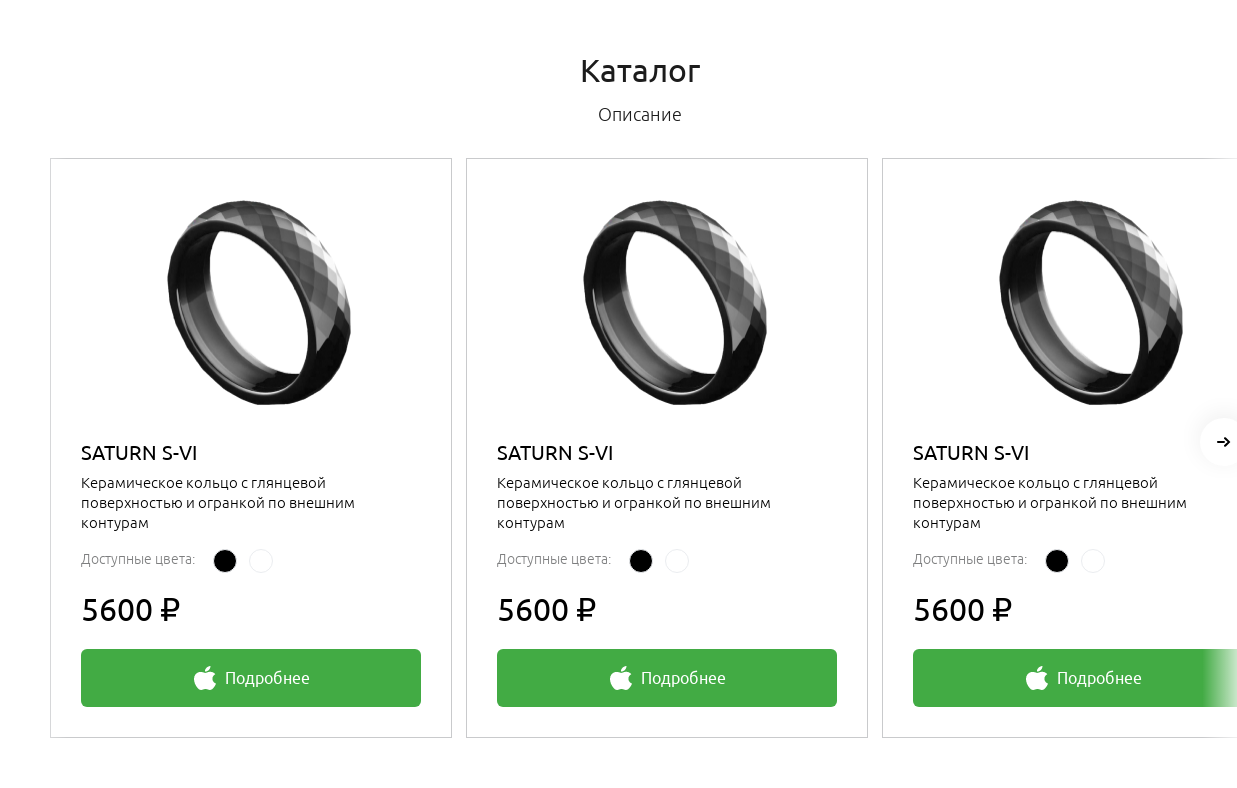 Каталог
Описание
SATURN S-VI
Керамическое кольцо с глянцевой
поверхностью и огранкой по внешним
контурам
Доступные цвета:
5600 ₽
Подробнее
SATURN S-VI
Керамическое кольцо с глянцевой
поверхностью и огранкой по внешним
контурам
Доступные цвета:
5600 ₽
Подробнее
SATURN S-VI
Керамическое кольцо с глянцевой
поверхностью и огранкой по внешним
контурам
Доступные цвета:
5600 ₽
Подробнее